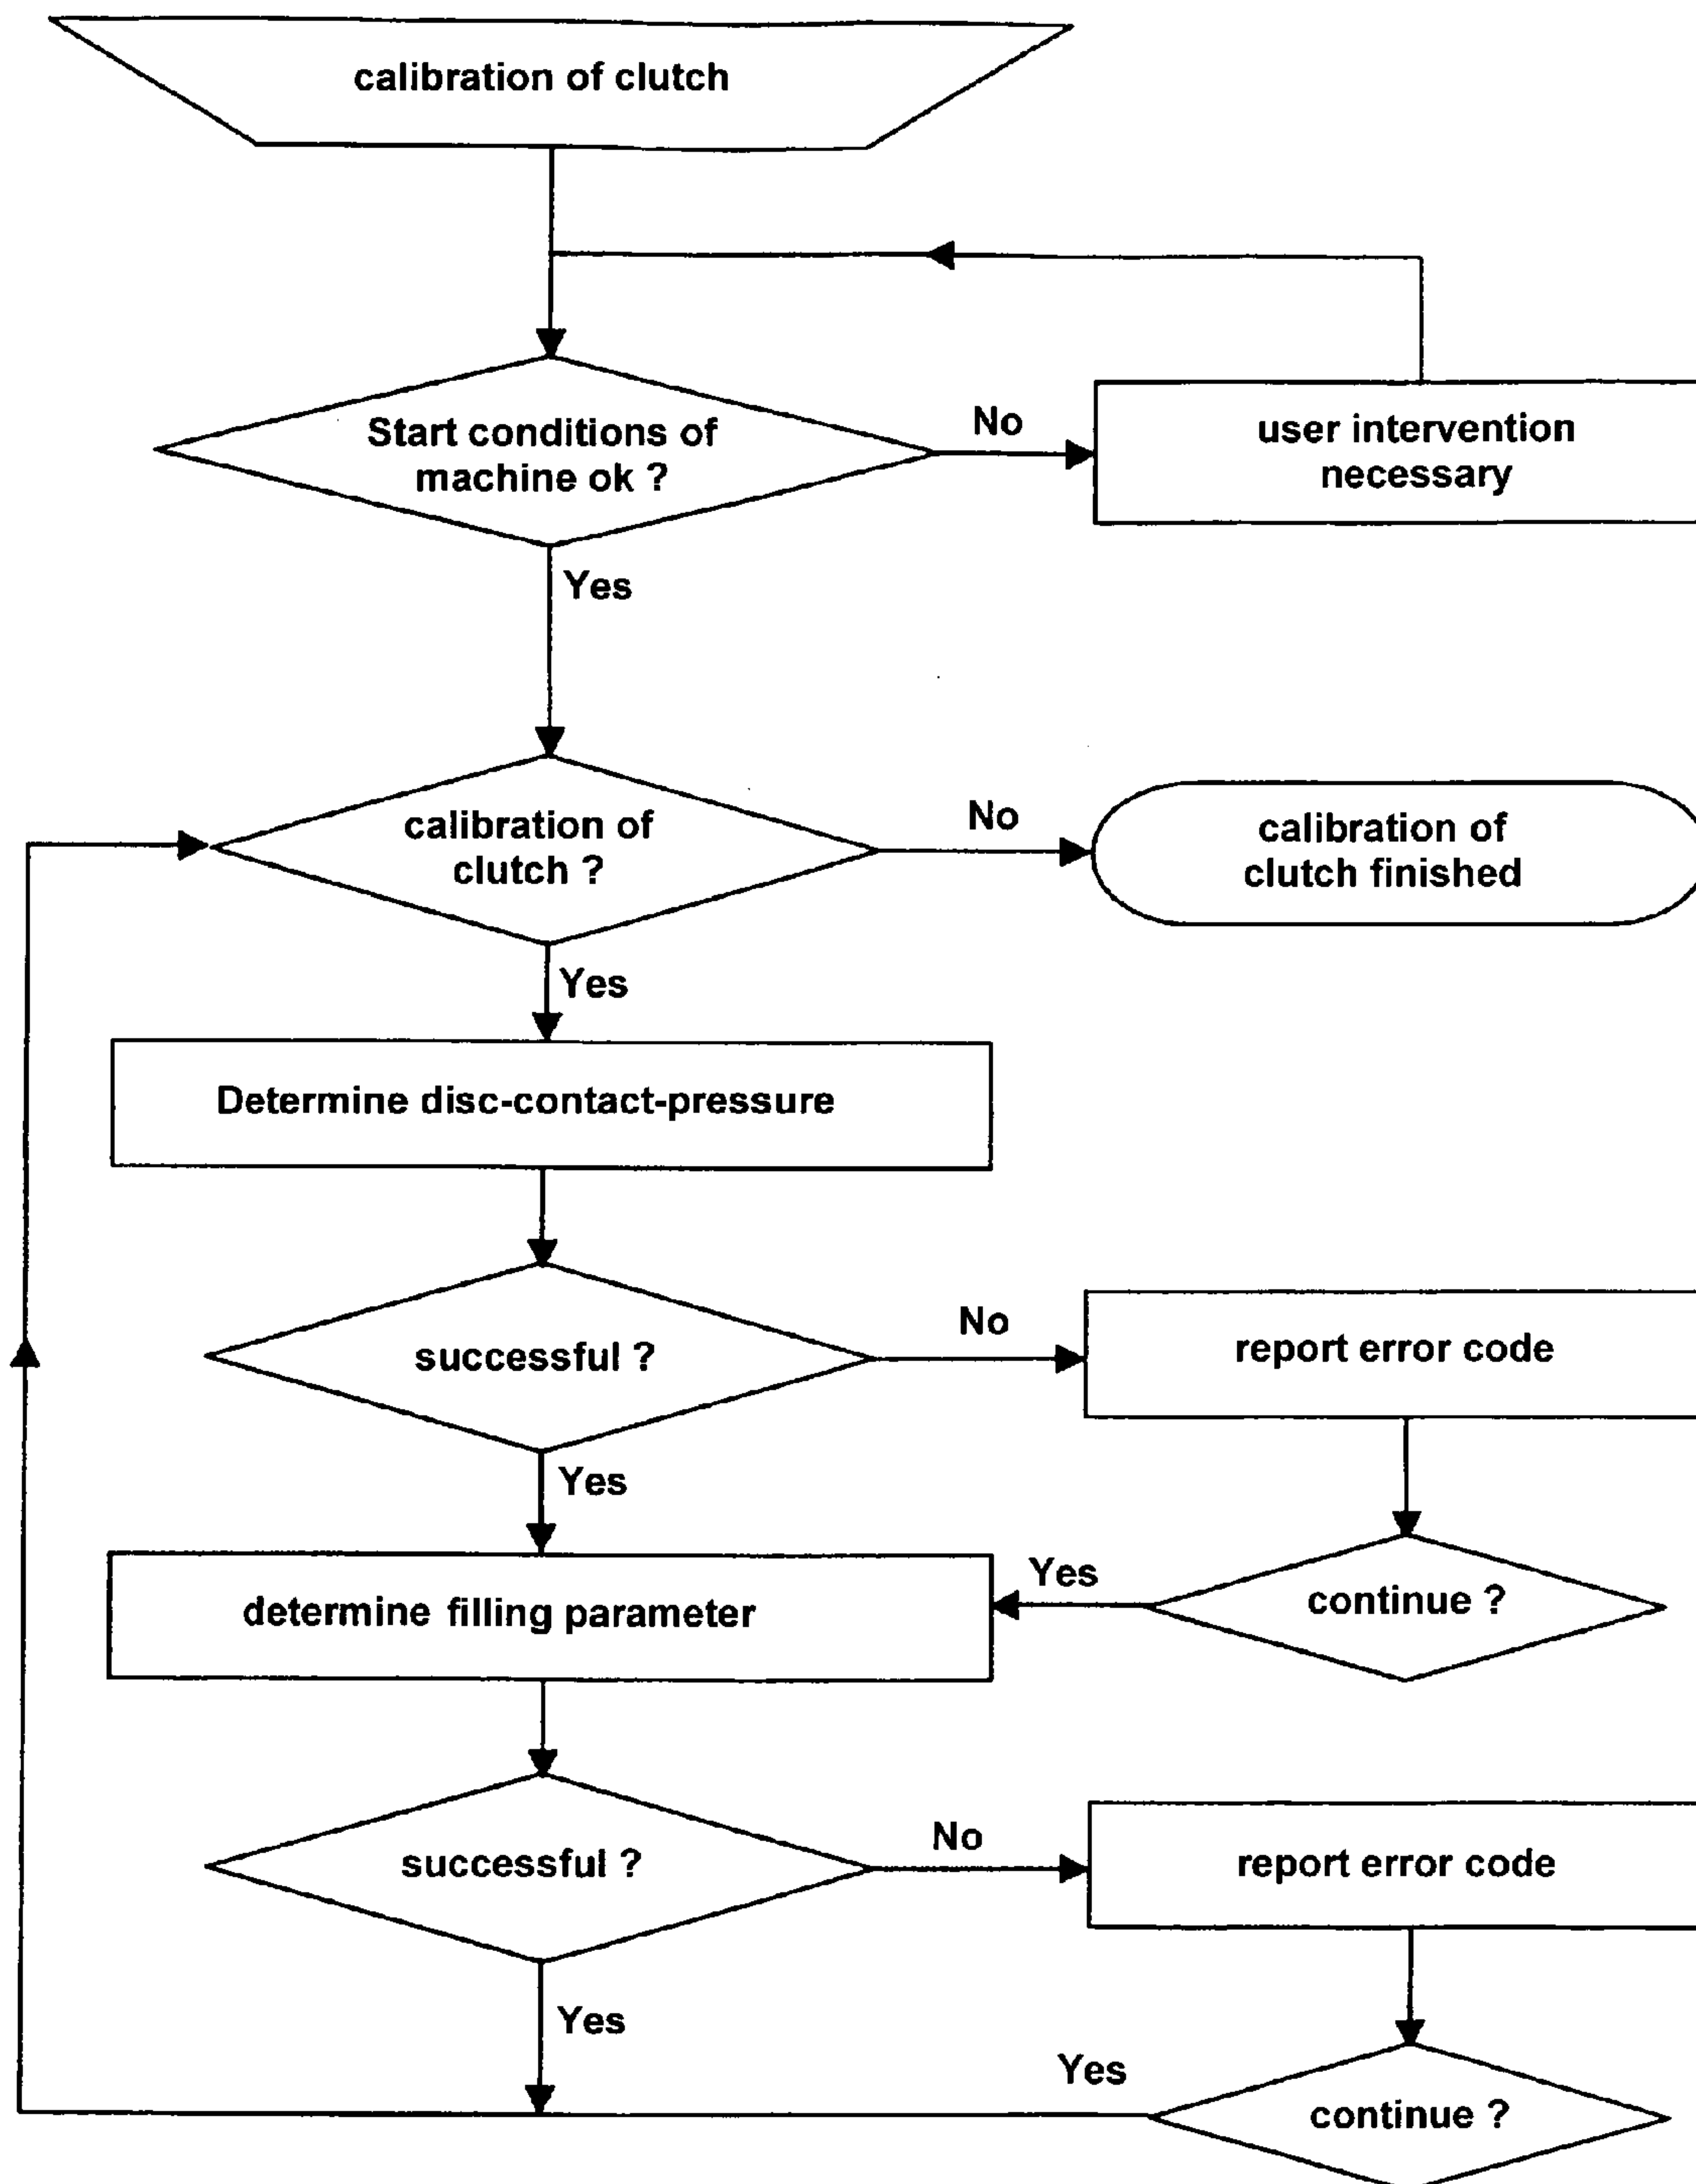 calibration of clutch
Start conditions of
machine ok ?
No
user intervention
necessary
Yes
calibration of
clutch ?
No
calibration of
clutch finished
Yes
Determine disc-contact-pressure
successful ?
No
report error code
Yes
determine filling parameter
Yes
continue ?
successful ?
No
report error code
Yes
Yes
continue ?